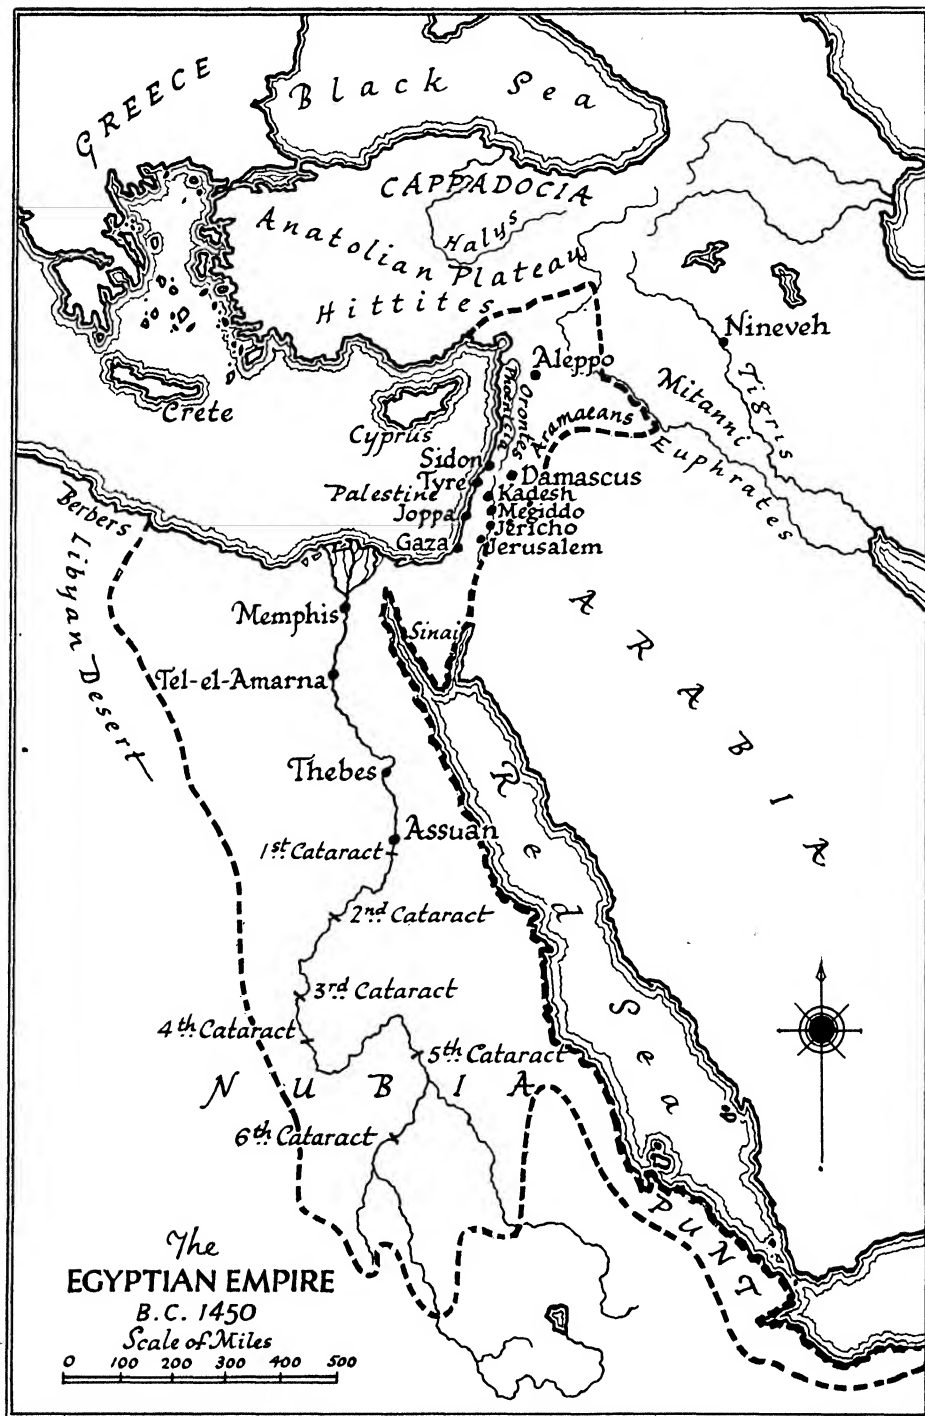 GREECE
Black Sea
CAPPADOCIA
Halys
Anatolian Plateau
Hittites
Nineveh
Aleppo
Tigris
Mitanni
Crete
Cyprus
Phoenicia
Orontes
Aramaeans
Euphrates
Sidon
Damascus
Tyre
Palestine
Kadesh
Joppa
Megiddo
Jericho
Gaza
Jerusalem
Berbers
Libyan Desert
Memphis
Sinai
ARABIA
Tel-el-Amarna
Thebes
Red Sea
Assuan
1st Cataract
2nd Cataract
3rd Cataract
4th Cataract
5th Cataract
NUBIA
6th Cataract
PUNT
The
EGYPTIAN EMPIRE
B.C. 1450
Scale of Miles
0 100 200 300 400 500